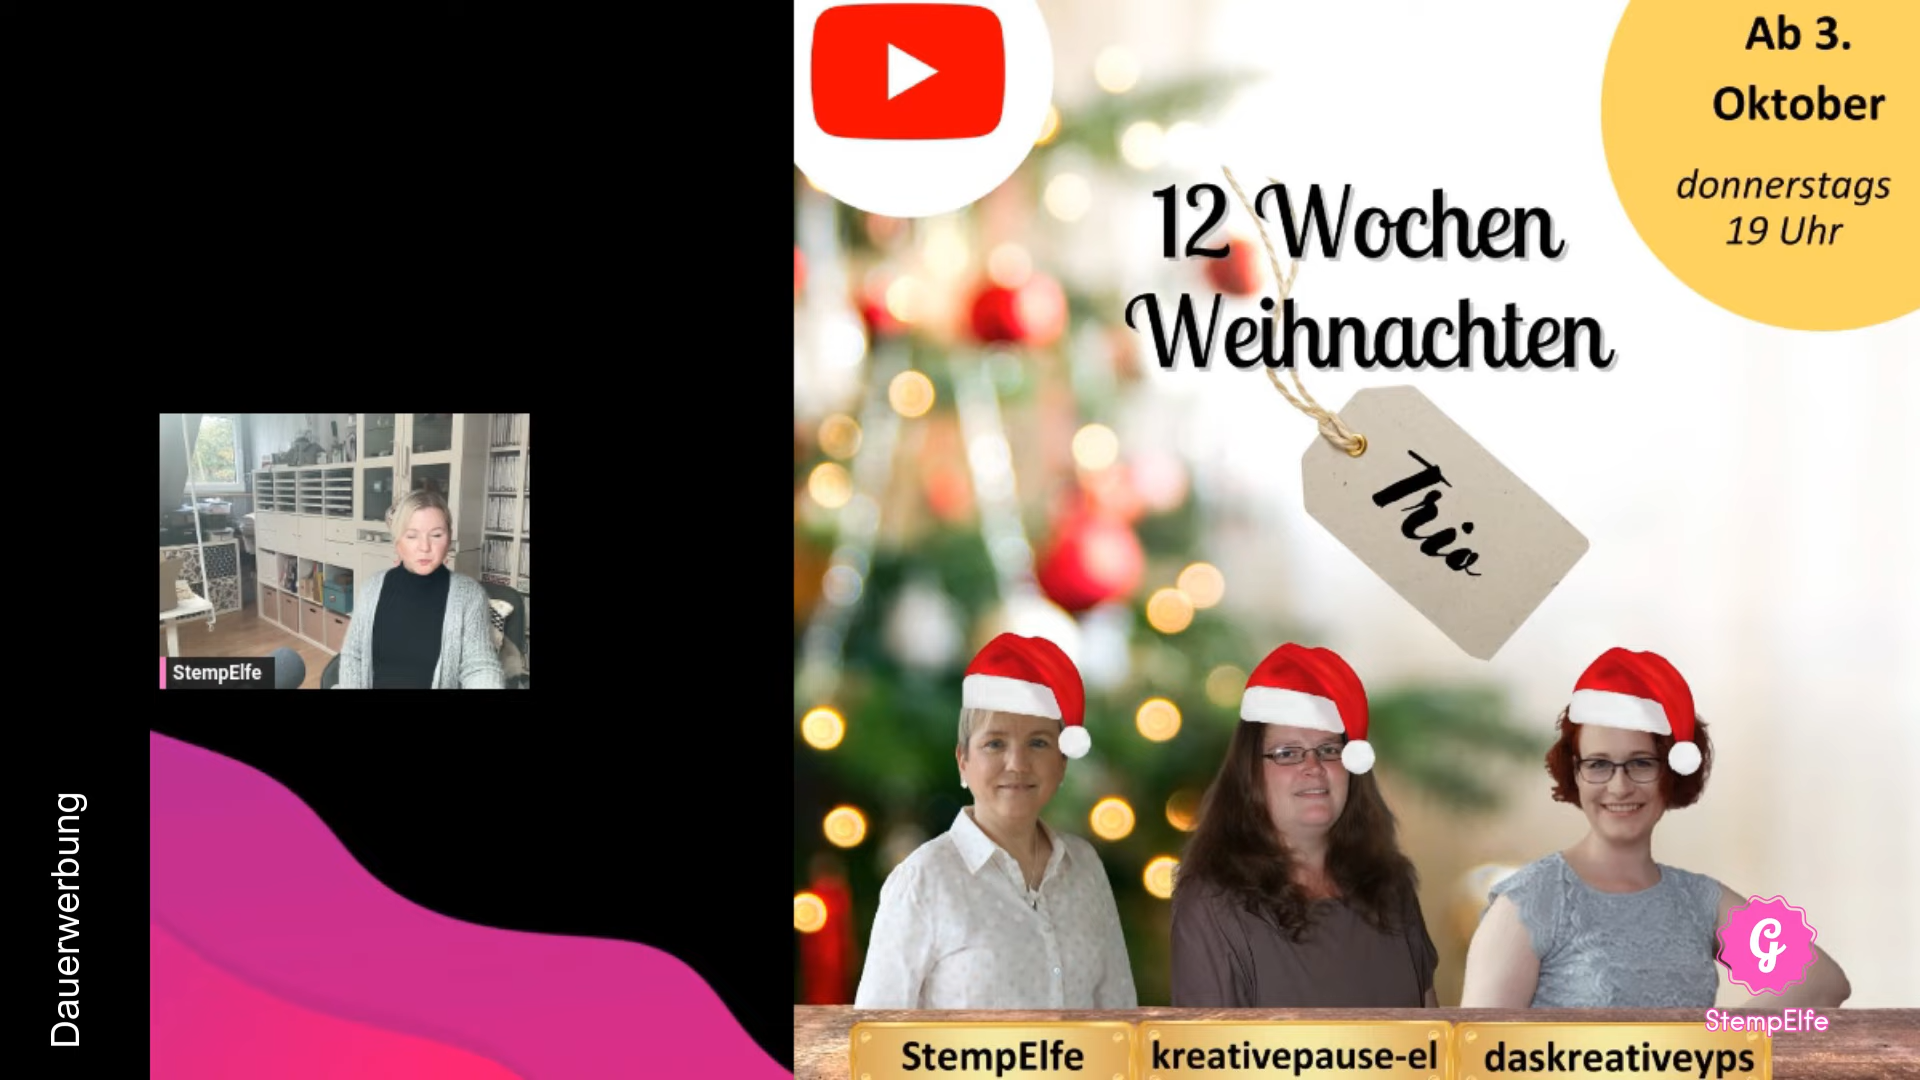 Ab 3.
Oktober
donnerstags
19 Uhr
12 Wochen
Weihnachten
Trio
StempElfe
Dauerwerbung
G
StempElfe
StempElfe
kreativepause-el
daskreativeyps